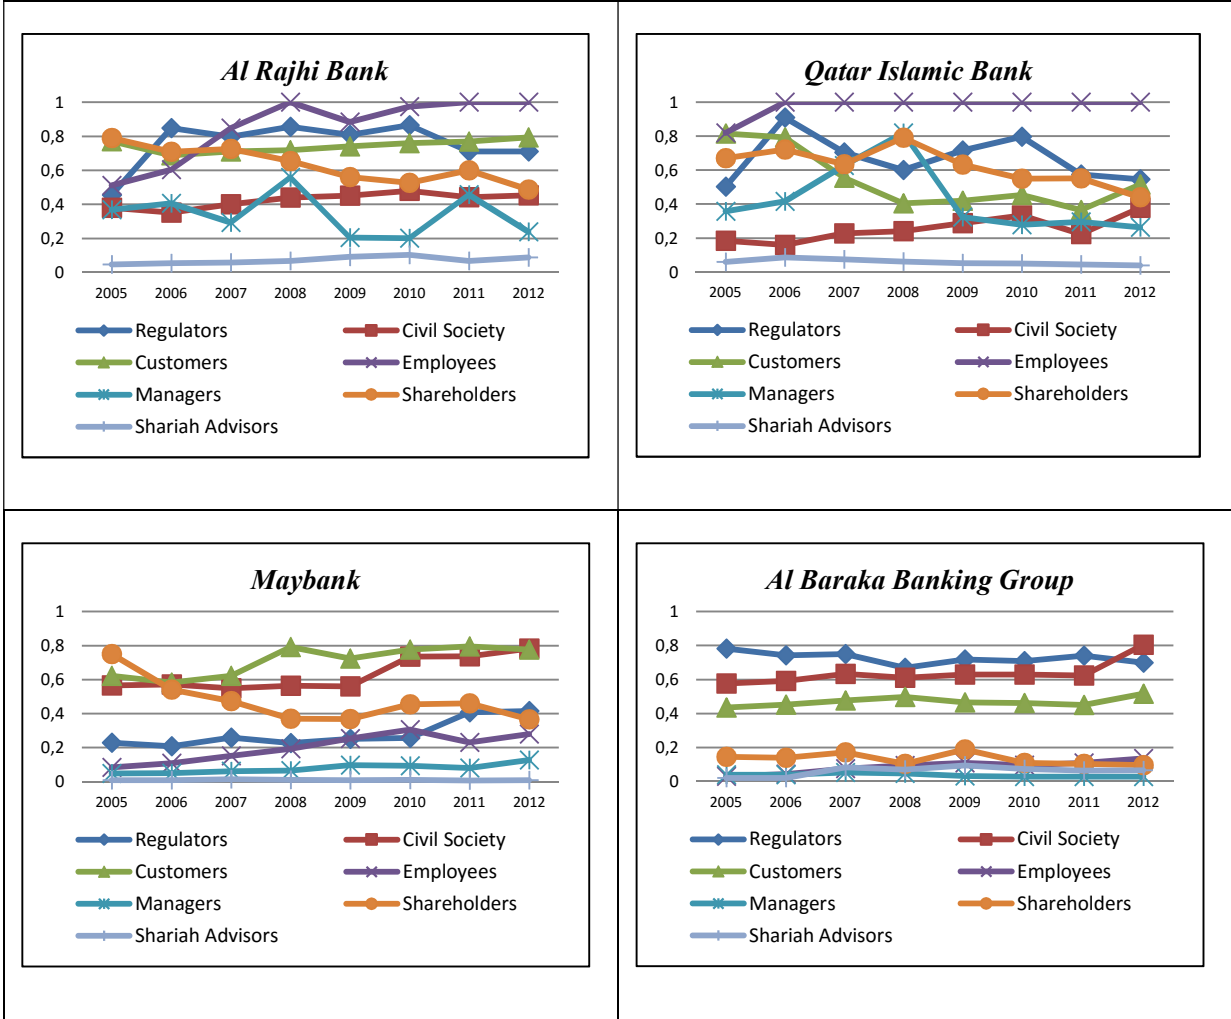 Al Rajhi Bank
1
0,8
0,6
0,4
0,2
0
2005 2006 2007 2008 2009 2010 2011 2012
Regulators Civil Society
Customers Employees
Managers Shareholders
Shariah Advisors
Qatar Islamic Bank
1
0,8
0,6
0,4
0,2
0
2005 2006 2007 2008 2009 2010 2011 2012
Regulators Civil Society
Customers Employees
Managers Shareholders
Shariah Advisors
Maybank
1
0,8
0,6
0,4
0,2
0
2005 2006 2007 2008 2009 2010 2011 2012
Regulators Civil Society
Customers Employees
Managers Shareholders
Shariah Advisors
Al Baraka Banking Group
1
0,8
0,6
0,4
0,2
0
2005 2006 2007 2008 2009 2010 2011 2012
Regulators Civil Society
Customers Employees
Managers Shareholders
Shariah Advisors